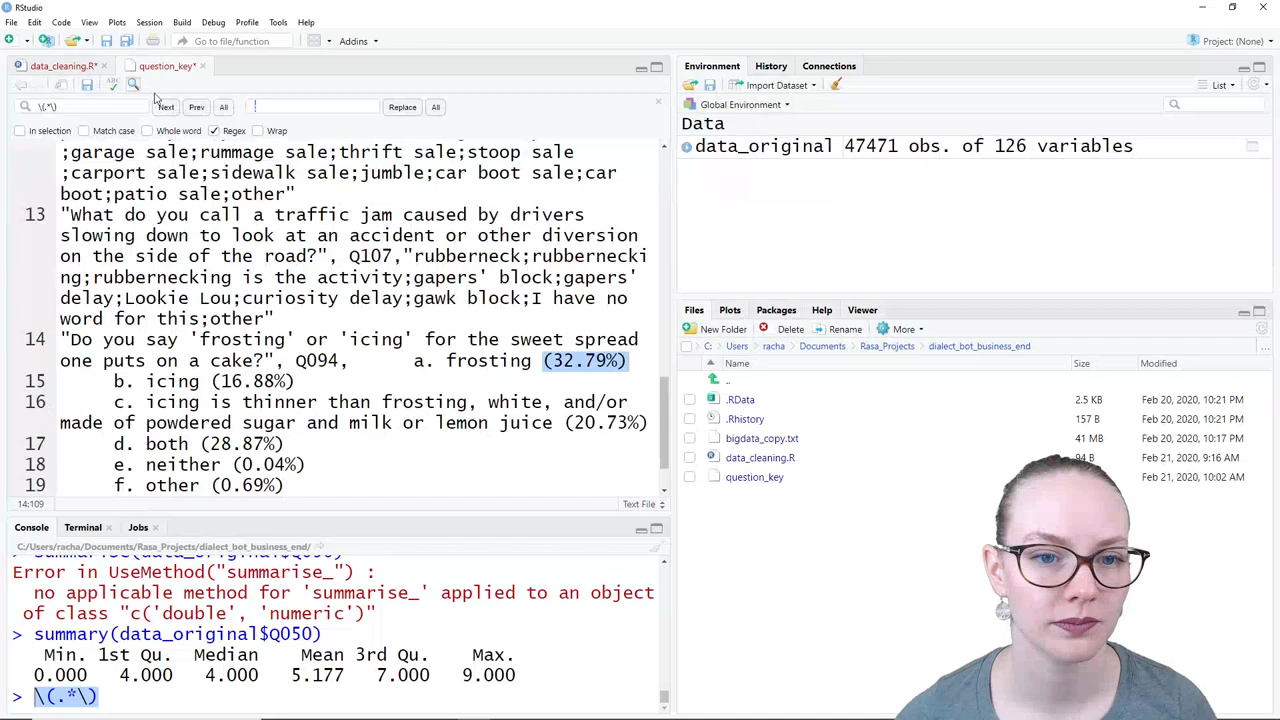 RStudio
File Edit Code View Plots Session Build Debug Profile Tools Help
Go to file/function Addins Project: (None)
data_cleaning.R* question_key*
\(.*\) Next Prev All Replace All
In selection Match case Whole word Regex Wrap
;garage sale;rummage sale;thrift sale;stoop sale
;carport sale;sidewalk sale;jumble;car boot sale;car
boot;patio sale;other"
13 "What do you call a traffic jam caused by drivers
slowing down to look at an accident or other diversion
on the side of the road?", Q107,"rubberneck;rubbernecki
ng;rubbernecking is the activity;gapers' block;gapers'
delay;Lookie Lou;curiosity delay;gawk block;I have no
word for this;other"
14 "Do you say 'frosting' or 'icing' for the sweet spread
one puts on a cake?", Q094, a. frosting (32.79%)
15 b. icing (16.88%)
16 c. icing is thinner than frosting, white, and/or
made of powdered sugar and milk or lemon juice (20.73%)
17 d. both (28.87%)
18 e. neither (0.04%)
19 f. other (0.69%)
14:109 Text File
Console Terminal Jobs
C:/Users/racha/Documents/Rasa_Projects/dialect_bot_business_end/
> summarise(data_original$Q050)
Error in UseMethod("summarise_") :
no applicable method for 'summarise_' applied to an object
of class "c('double', 'numeric')"
> summary(data_original$Q050)
Min. 1st Qu. Median Mean 3rd Qu. Max.
0.000 4.000 4.000 5.177 7.000 9.000
> \(.*\)
Environment History Connections
Import Dataset List
Global Environment
Data
data_original 47471 obs. of 126 variables
Files Plots Packages Help Viewer
New Folder Delete Rename More
C: Users racha Documents Rasa_Projects dialect_bot_business_end ...
Name Size Modified
..
.RData 2.5 KB Feb 20, 2020, 10:21 PM
.Rhistory 157 B Feb 20, 2020, 10:21 PM
bigdata_copy.txt 41 MB Feb 20, 2020, 10:17 PM
data_cleaning.R 94 B Feb 21, 2020, 9:16 AM
question_key Feb 21, 2020, 10:02 AM